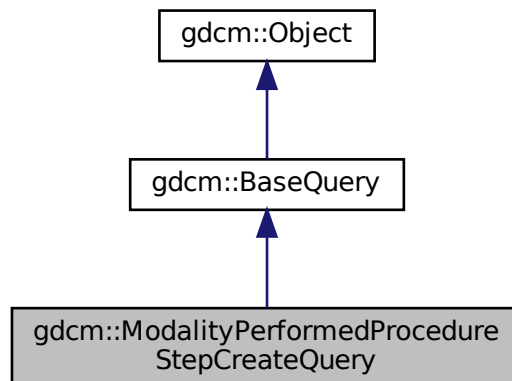 gdcm::Object
gdcm::BaseQuery
gdcm::ModalityPerformedProcedure
StepCreateQuery